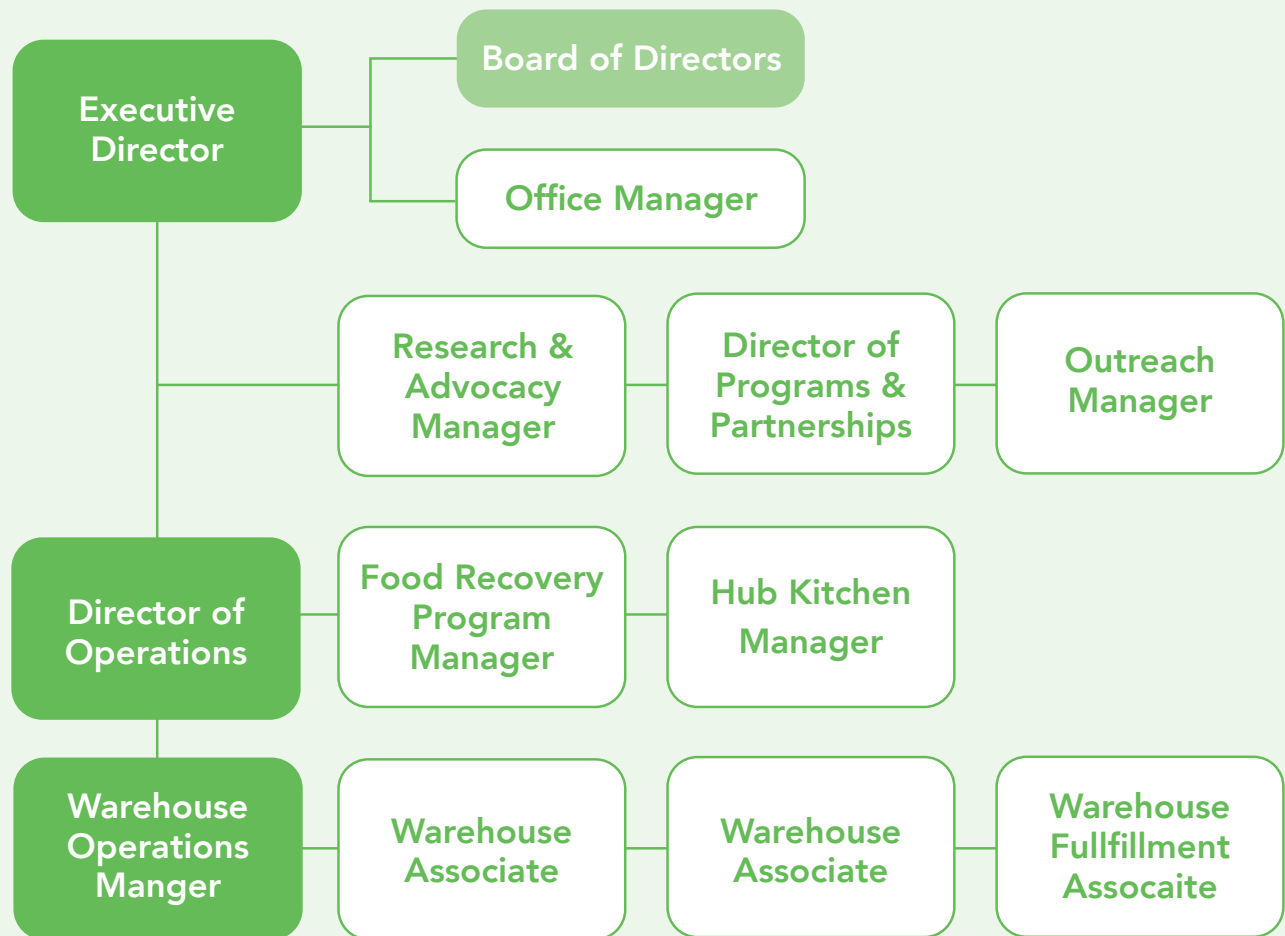 Board of Directors
Executive
Director
Office Manager
Research &
Advocacy
Manager
Director of
Programs &
Partnerships
Outreach
Manager
Director of
Operations
Food Recovery
Program
Manager
Hub Kitchen
Manager
Warehouse
Operations
Manger
Warehouse
Associate
Warehouse
Associate
Warehouse
Fullfillment
Assocaite